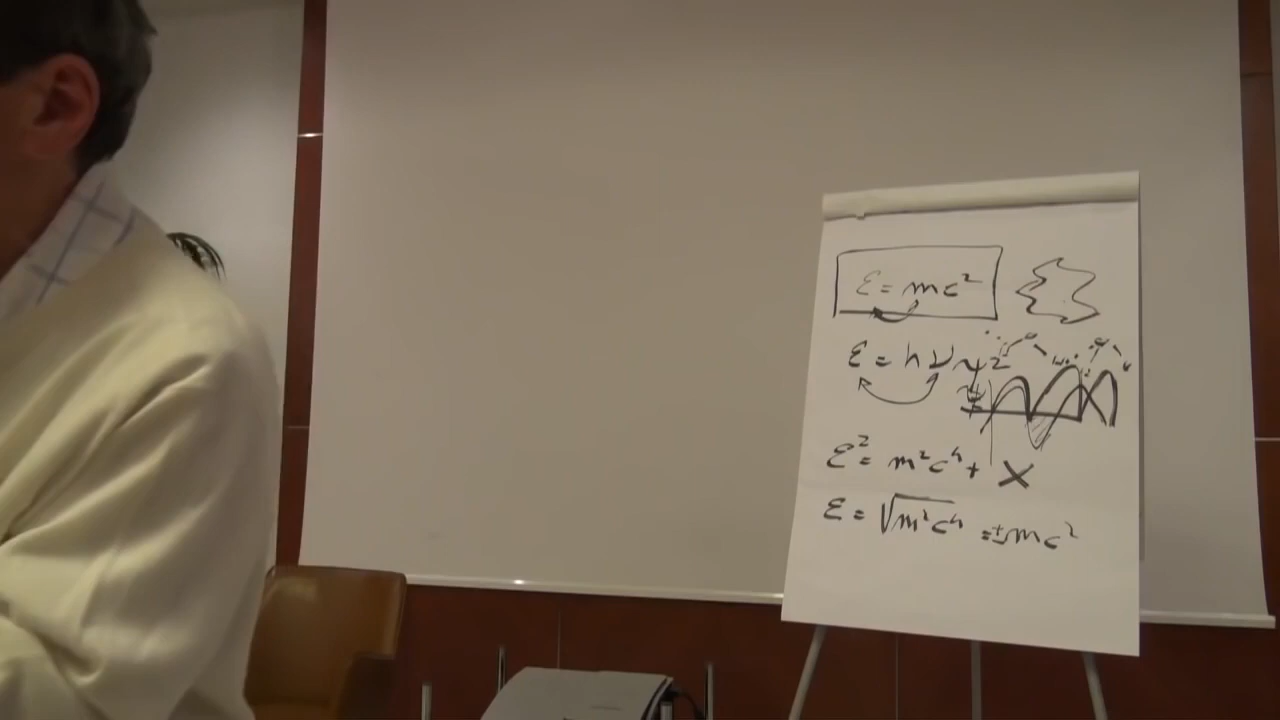 E = mc²
E = hν
E² = m²c⁴ + X
E = √m²c⁴ = ± mc²